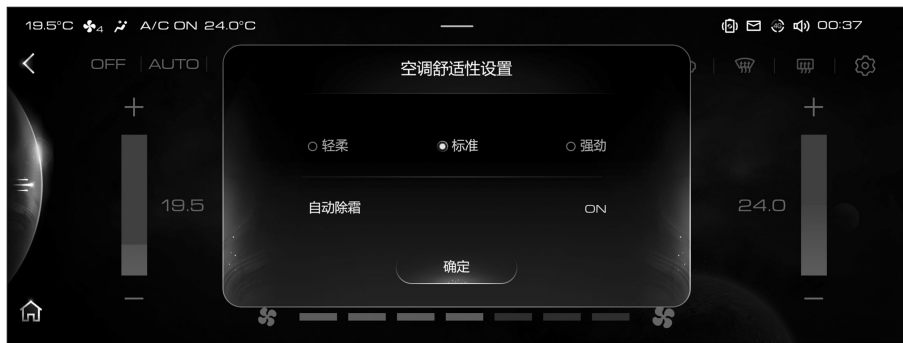 19.5°C 4 A/C ON 24.0°C 4G 00:37
OFF AUTO
空调舒适性设置
轻柔 标准 强劲
19.5 24.0
自动除霜 ON
确定